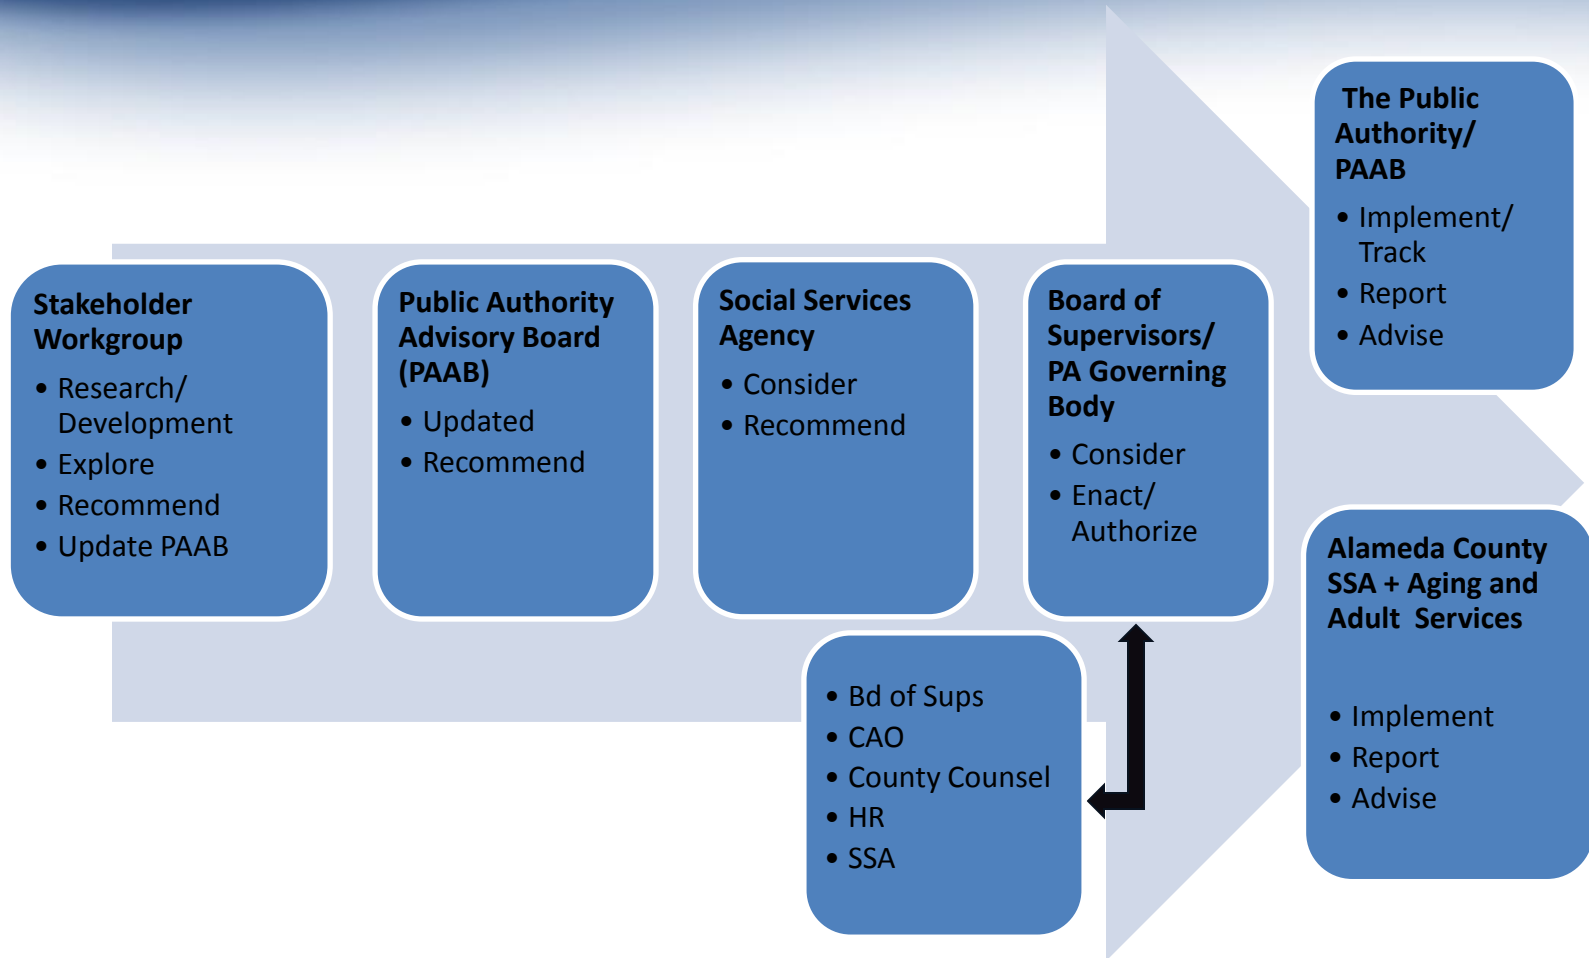 Stakeholder
Workgroup
• Research/
Development
• Explore
• Recommend
• Update PAAB
Public Authority
Advisory Board
(PAAB)
• Updated
• Recommend
Social Services
Agency
• Consider
• Recommend
Board of
Supervisors/
PA Governing
Body
• Consider
• Enact/
Authorize
• Bd of Sups
• CAO
• County Counsel
• HR
• SSA
The Public
Authority/
PAAB
• Implement/
Track
• Report
• Advise
Alameda County
SSA + Aging and
Adult Services
• Implement
• Report
• Advise